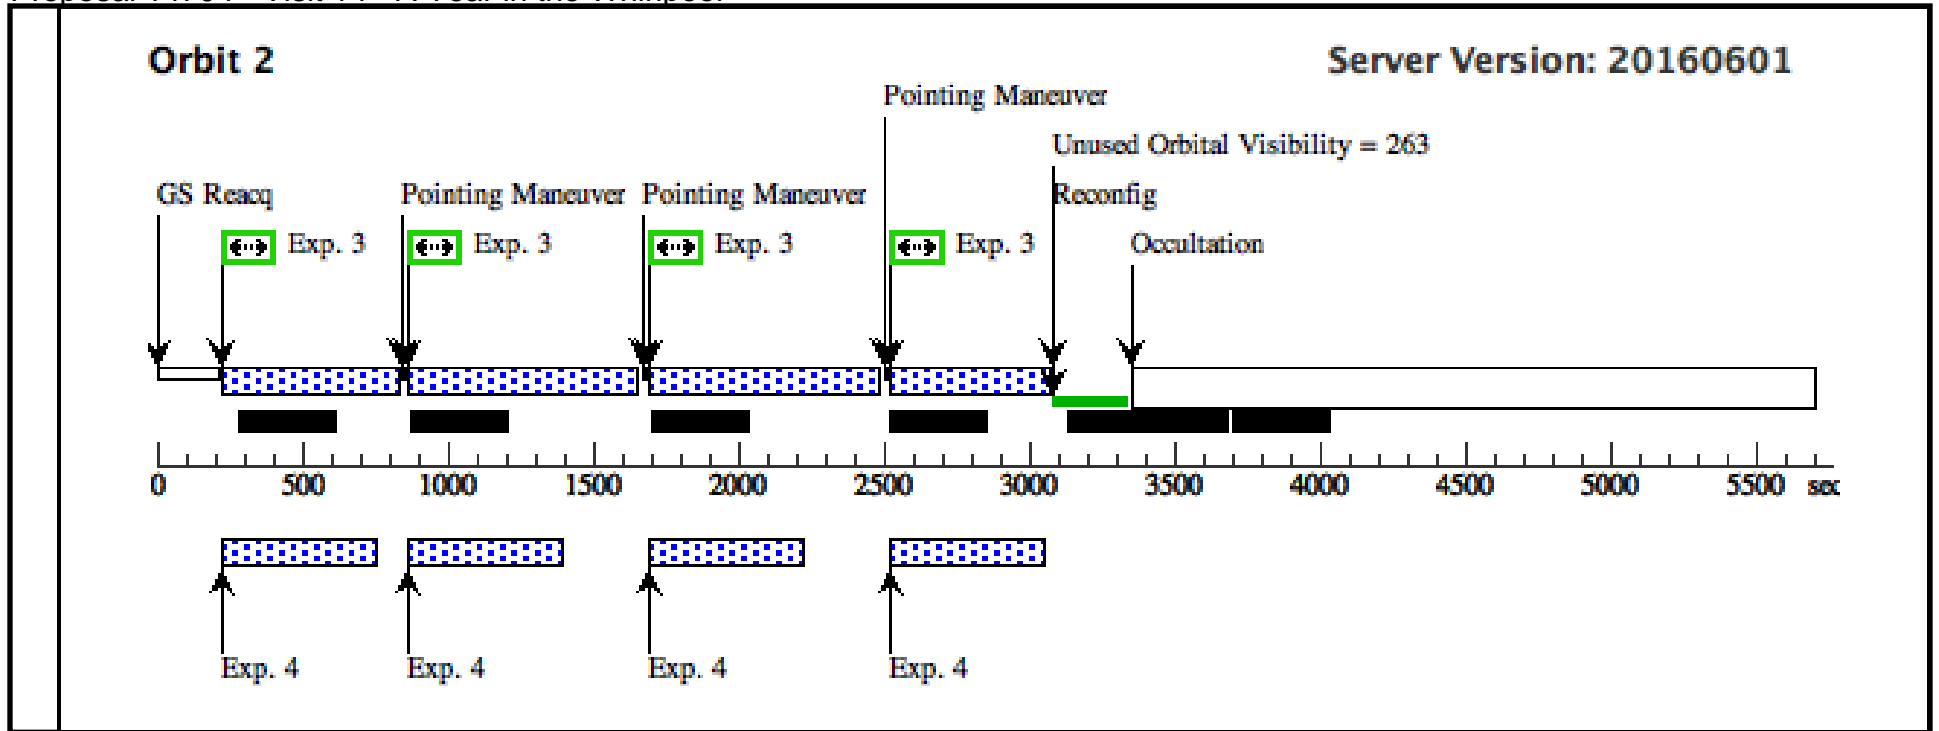 Orbit 2
Server Version: 20160601
Pointing Maneuver
Unused Orbital Visibility = 263
GS Reacq
Pointing Maneuver
Pointing Maneuver
Reconfig
Exp. 3
Exp. 3
Exp. 3
Exp. 3
Occultation
0 500 1000 1500 2000 2500 3000 3500 4000 4500 5000 5500 sec
Exp. 4
Exp. 4
Exp. 4
Exp. 4